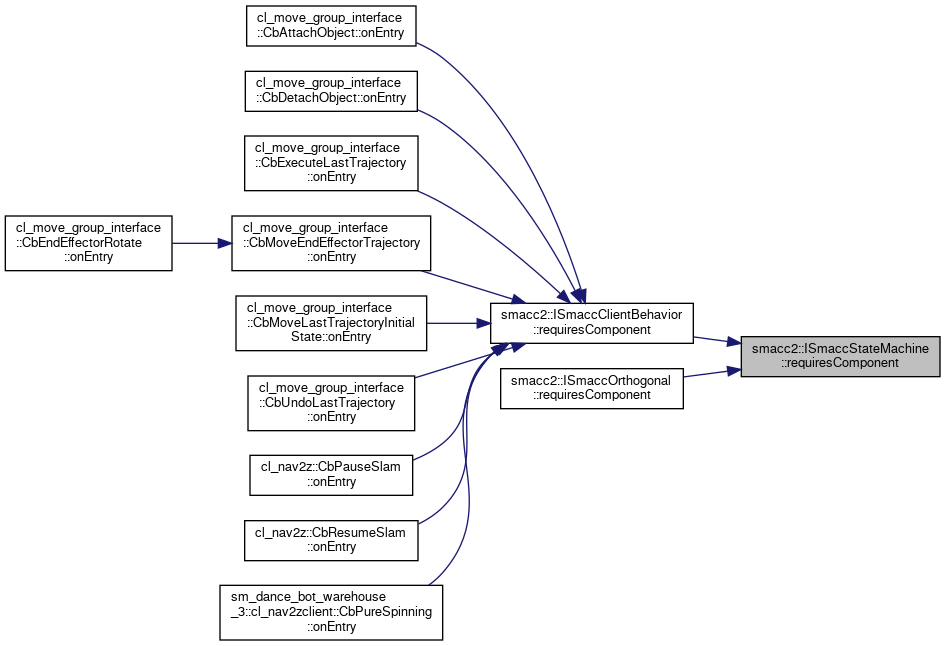 cl_move_group_interface
::CbAttachObject::onEntry
cl_move_group_interface
::CbDetachObject::onEntry
cl_move_group_interface
::CbExecuteLastTrajectory
::onEntry
cl_move_group_interface
::CbEndEffectorRotate
::onEntry
cl_move_group_interface
::CbMoveEndEffectorTrajectory
::onEntry
cl_move_group_interface
::CbMoveLastTrajectoryInitial
State::onEntry
smacc2::ISmaccClientBehavior
::requiresComponent
smacc2::ISmaccStateMachine
::requiresComponent
cl_move_group_interface
::CbUndoLastTrajectory
::onEntry
smacc2::ISmaccOrthogonal
::requiresComponent
cl_nav2z::CbPauseSlam
::onEntry
cl_nav2z::CbResumeSlam
::onEntry
sm_dance_bot_warehouse
_3::cl_nav2zclient::CbPureSpinning
::onEntry